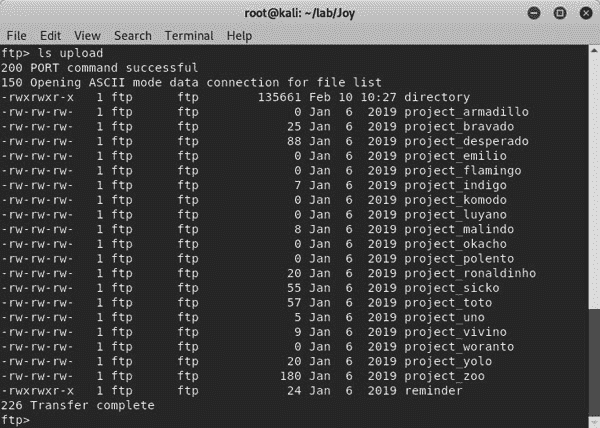 root@kali: ~/lab/Joy
File Edit View Search Terminal Help
ftp> ls upload
200 PORT command successful
150 Opening ASCII mode data connection for file list
-rwxrwxr-x   1 ftp      ftp        135661 Feb 10 10:27 directory
-rw-rw-rw-   1 ftp      ftp             0 Jan  6  2019 project_armadillo
-rw-rw-rw-   1 ftp      ftp            25 Jan  6  2019 project_bravado
-rw-rw-rw-   1 ftp      ftp            88 Jan  6  2019 project_desperado
-rw-rw-rw-   1 ftp      ftp             0 Jan  6  2019 project_emilio
-rw-rw-rw-   1 ftp      ftp             0 Jan  6  2019 project_flamingo
-rw-rw-rw-   1 ftp      ftp             7 Jan  6  2019 project_indigo
-rw-rw-rw-   1 ftp      ftp             0 Jan  6  2019 project_komodo
-rw-rw-rw-   1 ftp      ftp             0 Jan  6  2019 project_luyano
-rw-rw-rw-   1 ftp      ftp             8 Jan  6  2019 project_malindo
-rw-rw-rw-   1 ftp      ftp             0 Jan  6  2019 project_okacho
-rw-rw-rw-   1 ftp      ftp             0 Jan  6  2019 project_polento
-rw-rw-rw-   1 ftp      ftp            20 Jan  6  2019 project_ronaldinho
-rw-rw-rw-   1 ftp      ftp            55 Jan  6  2019 project_sicko
-rw-rw-rw-   1 ftp      ftp            57 Jan  6  2019 project_toto
-rw-rw-rw-   1 ftp      ftp             5 Jan  6  2019 project_uno
-rw-rw-rw-   1 ftp      ftp             9 Jan  6  2019 project_vivino
-rw-rw-rw-   1 ftp      ftp             0 Jan  6  2019 project_woranto
-rw-rw-rw-   1 ftp      ftp            20 Jan  6  2019 project_yolo
-rw-rw-rw-   1 ftp      ftp           180 Jan  6  2019 project_zoo
-rwxrwxr-x   1 ftp      ftp            24 Jan  6  2019 reminder
226 Transfer complete
ftp>